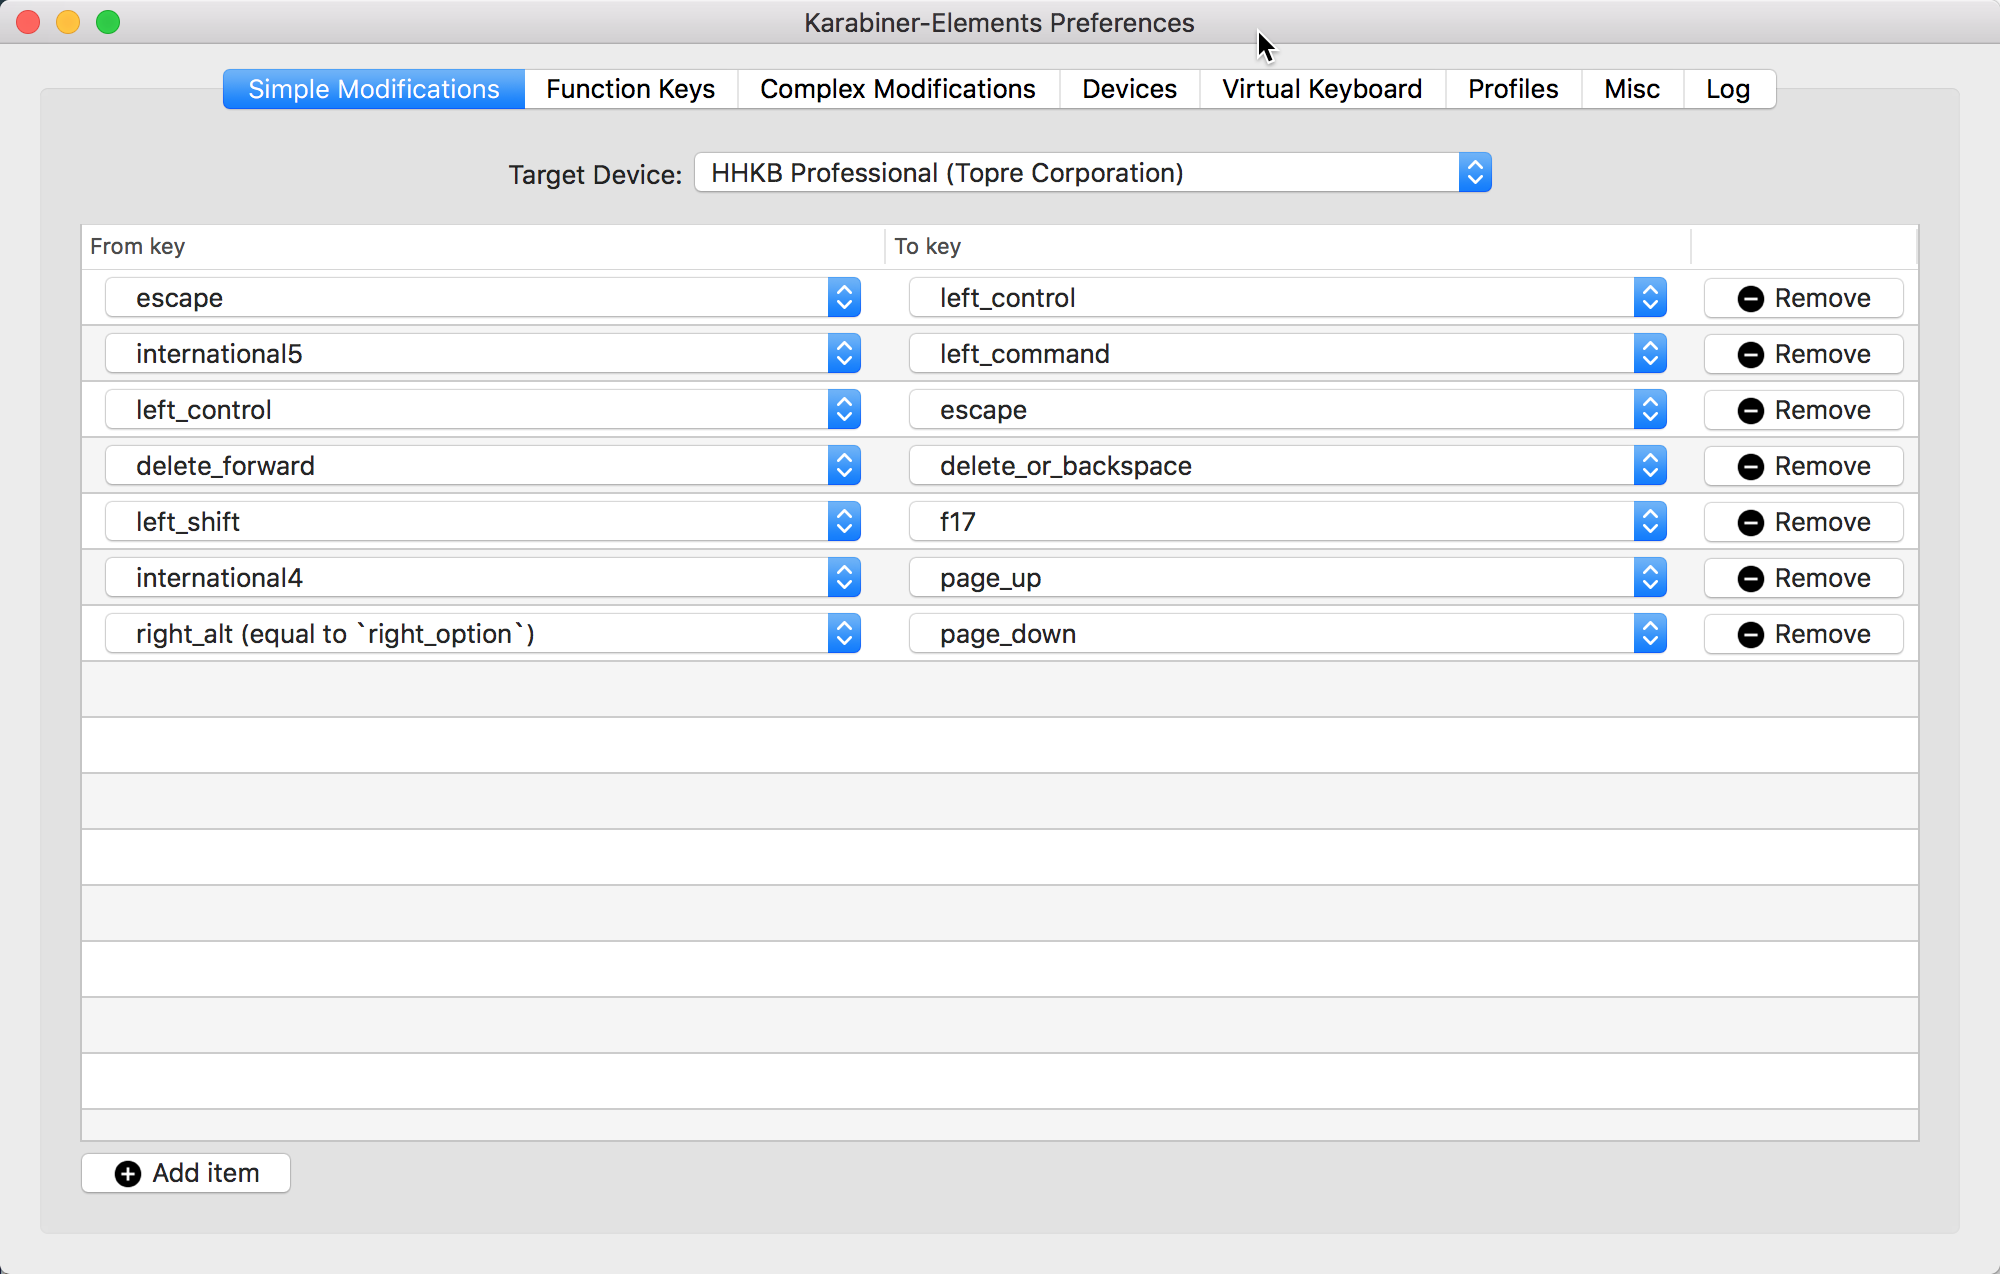 Karabiner-Elements Preferences
Simple Modifications Function Keys Complex Modifications Devices Virtual Keyboard Profiles Misc Log
Target Device: HHKB Professional (Topre Corporation)
From key To key
escape left_control Remove
international5 left_command Remove
left_control escape Remove
delete_forward delete_or_backspace Remove
left_shift f17 Remove
international4 page_up Remove
right_alt (equal to `right_option`) page_down Remove
Add item